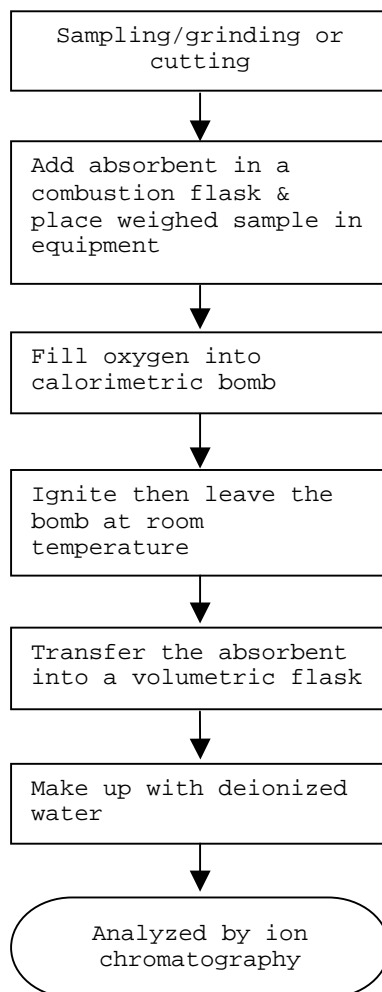 Sampling/grinding or
cutting
Add absorbent in a
combustion flask &
place weighed sample in
equipment
Fill oxygen into
calorimetric bomb
Ignite then leave the
bomb at room
temperature
Transfer the absorbent
into a volumetric flask
Make up with deionized
water
Analyzed by ion
chromatography